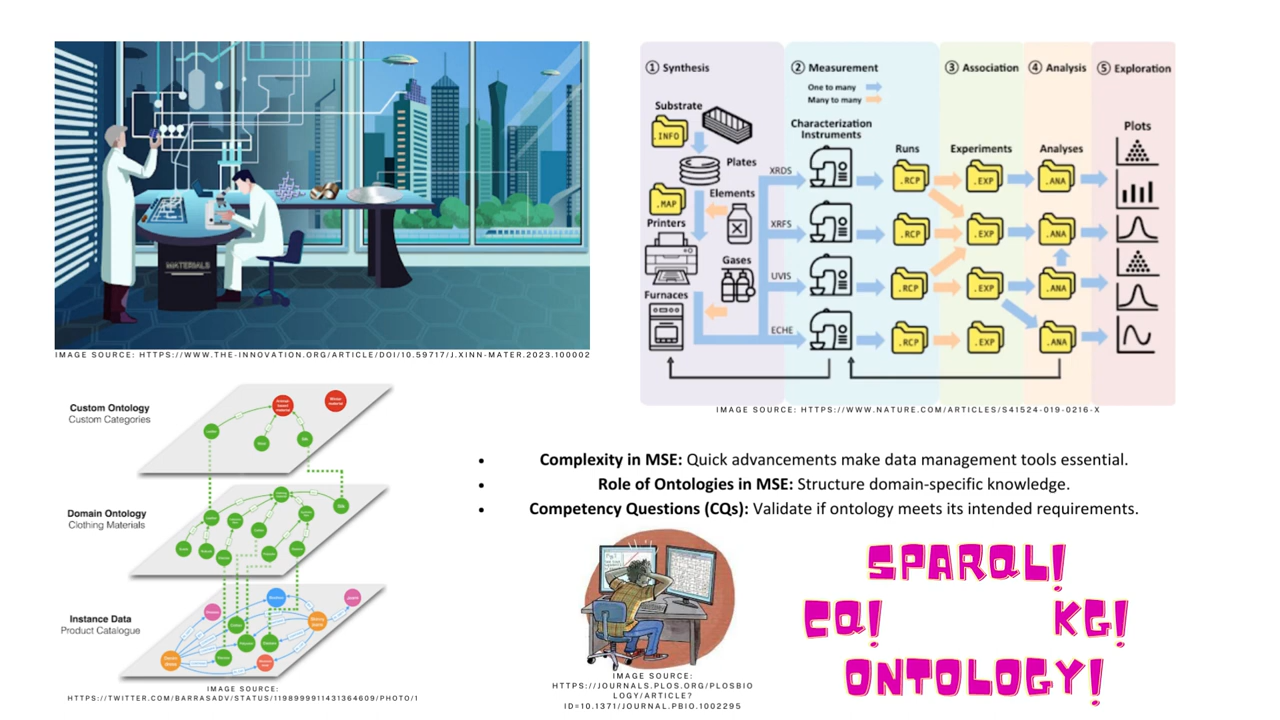 MATERIALS
IMAGE SOURCE: HTTPS://WWW.THE-INNOVATION.ORG/ARTICLE/DOI/10.59717/J.XINN-MATER.2023.100002
① Synthesis
② Measurement
③ Association
④ Analysis
⑤ Exploration
One to many
Many to many
Substrate
.INFO
Plates
.MAP
Elements
Printers
Gases
Furnaces
Characterization
Instruments
XRDS
XRFS
UVIS
ECHE
Runs
.RCP
.RCP
.RCP
.RCP
Experiments
.EXP
.EXP
.EXP
.EXP
Analyses
.ANA
.ANA
.ANA
.ANA
Plots
IMAGE SOURCE: HTTPS://WWW.NATURE.COM/ARTICLES/S41524-019-0216-X
Custom Ontology
Custom Categories
Domain Ontology
Clothing Materials
Instance Data
Product Catalogue
IMAGE SOURCE:
HTTPS://TWITTER.COM/BARRASADV/STATUS/1198999911431364609/PHOTO/1
• Complexity in MSE: Quick advancements make data management tools essential.
• Role of Ontologies in MSE: Structure domain-specific knowledge.
• Competency Questions (CQs): Validate if ontology meets its intended requirements.
IMAGE SOURCE:
HTTPS://JOURNALS.PLOS.ORG/PLOSBIO
LOGY/ARTICLE?
ID=10.1371/JOURNAL.PBIO.1002295
SPARQL!
CQ!
KG!
ONTOLOGY!